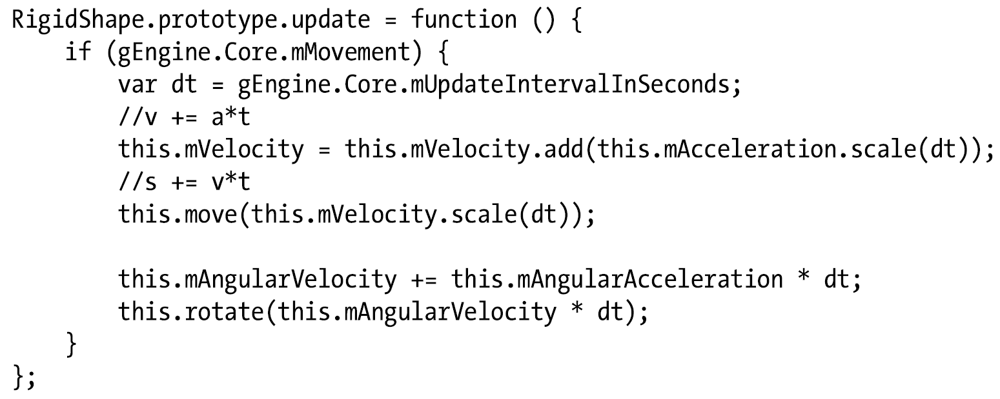 RigidShape.prototype.update = function () {
    if (gEngine.Core.mMovement) {
        var dt = gEngine.Core.mUpdateIntervalInSeconds;
        //v += a*t
        this.mVelocity = this.mVelocity.add(this.mAcceleration.scale(dt));
        //s += v*t
        this.move(this.mVelocity.scale(dt));

        this.mAngularVelocity += this.mAngularAcceleration * dt;
        this.rotate(this.mAngularVelocity * dt);
    }
};